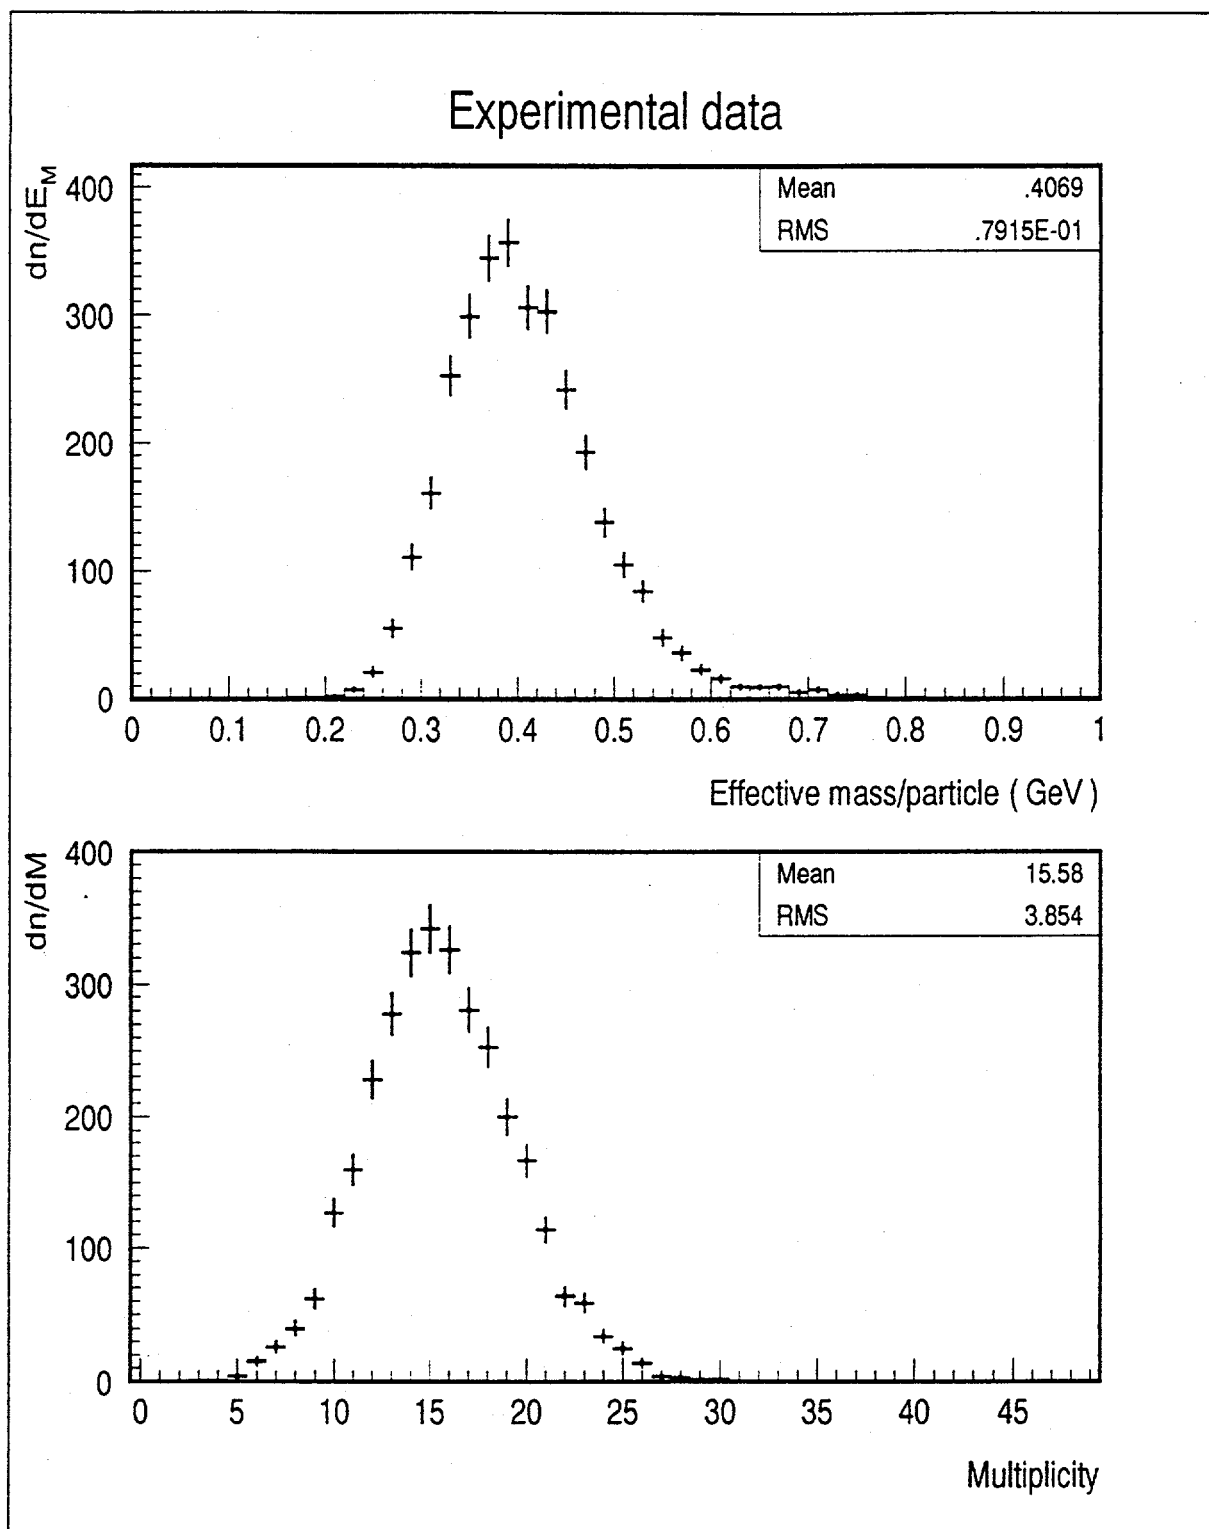 Experimental data
dn/dE_M
Mean .4069
RMS .7915E-01
400
300
200
100
0
0 0.1 0.2 0.3 0.4 0.5 0.6 0.7 0.8 0.9 1
Effective mass/particle ( GeV )
dn/dM
Mean 15.58
RMS 3.854
400
300
200
100
0
0 5 10 15 20 25 30 35 40 45
Multiplicity